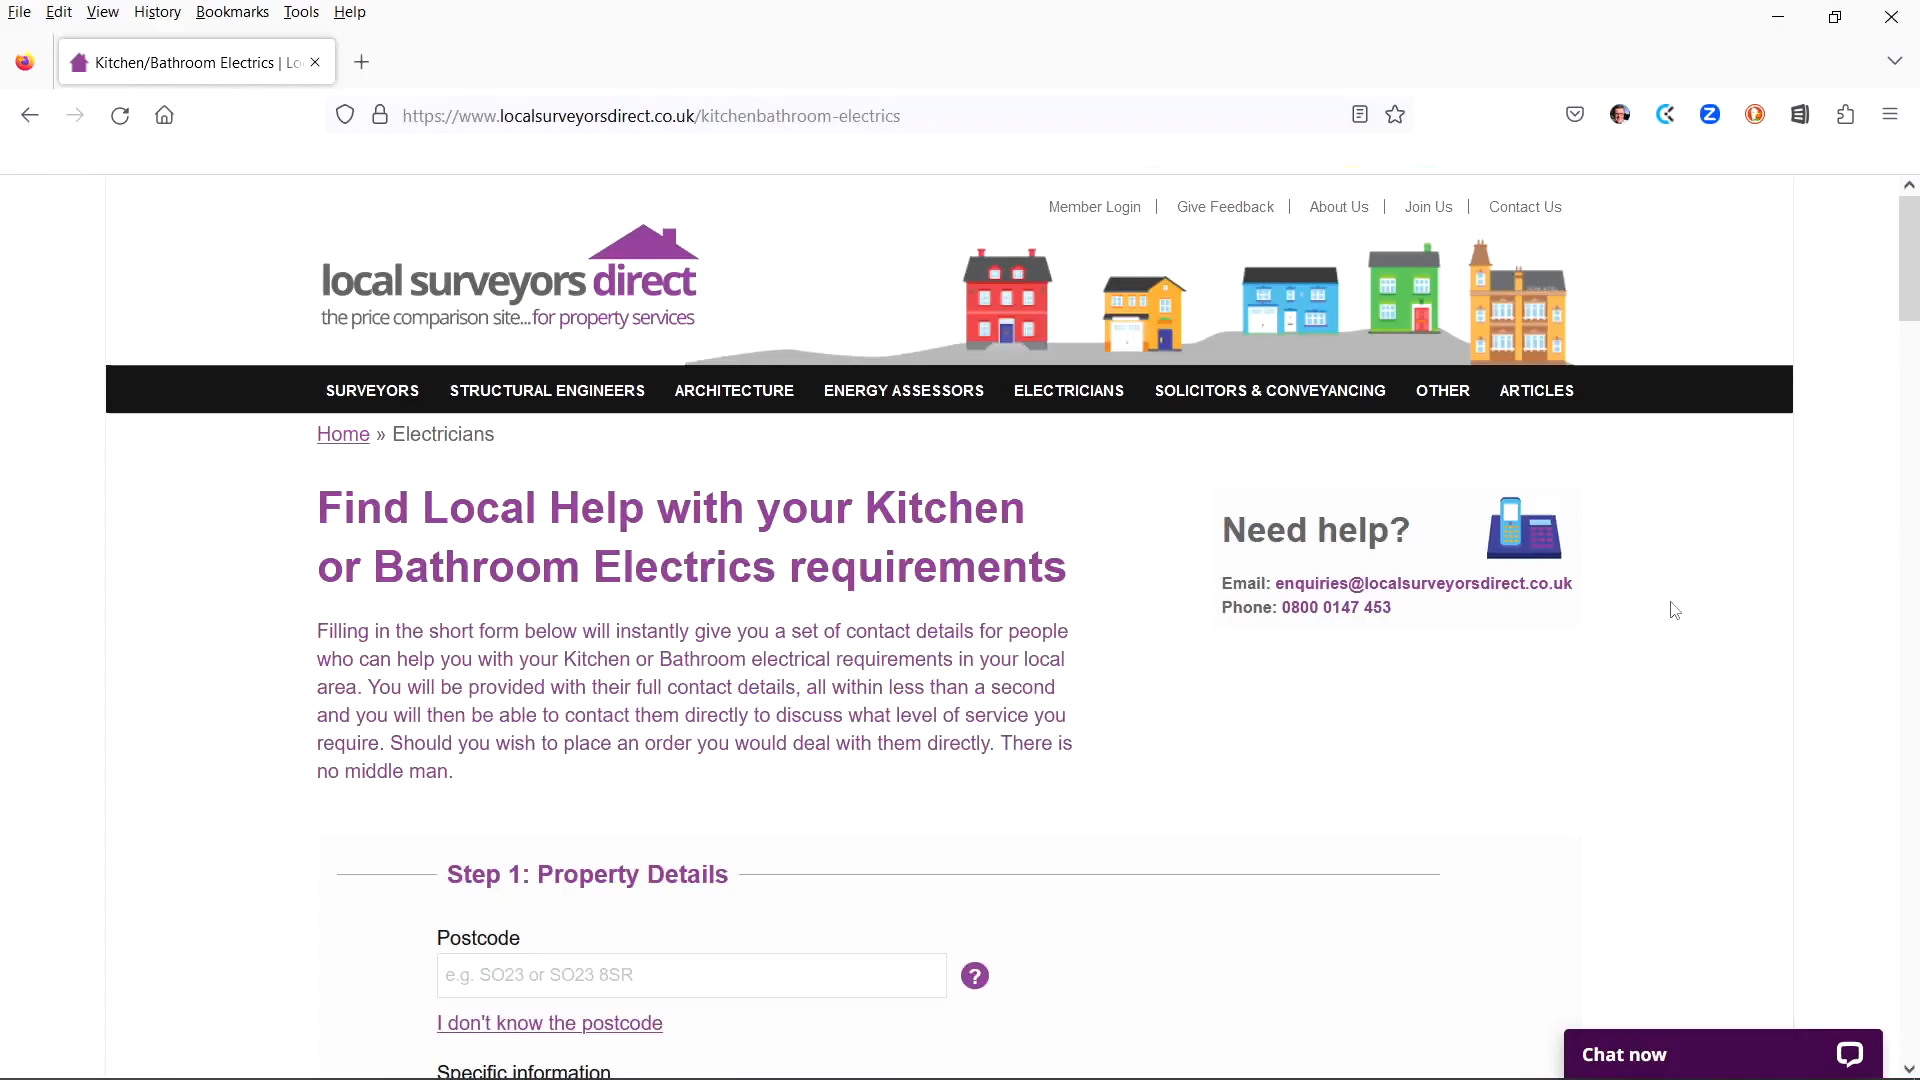 File Edit View History Bookmarks Tools Help
Kitchen/Bathroom Electrics | Lo
https://www.localsurveyorsdirect.co.uk/kitchenbathroom-electrics
Member Login | Give Feedback | About Us | Join Us | Contact Us
local surveyors direct
the price comparison site...for property services
SURVEYORS STRUCTURAL ENGINEERS ARCHITECTURE ENERGY ASSESSORS ELECTRICIANS SOLICITORS & CONVEYANCING OTHER ARTICLES
Home » Electricians
Find Local Help with your Kitchen
or Bathroom Electrics requirements
Filling in the short form below will instantly give you a set of contact details for people
who can help you with your Kitchen or Bathroom electrical requirements in your local
area. You will be provided with their full contact details, all within less than a second
and you will then be able to contact them directly to discuss what level of service you
require. Should you wish to place an order you would deal with them directly. There is
no middle man.
Need help?
Email: enquiries@localsurveyorsdirect.co.uk
Phone: 0800 0147 453
Step 1: Property Details
Postcode
e.g. SO23 or SO23 8SR
?
I don't know the postcode
Specific information
Chat now